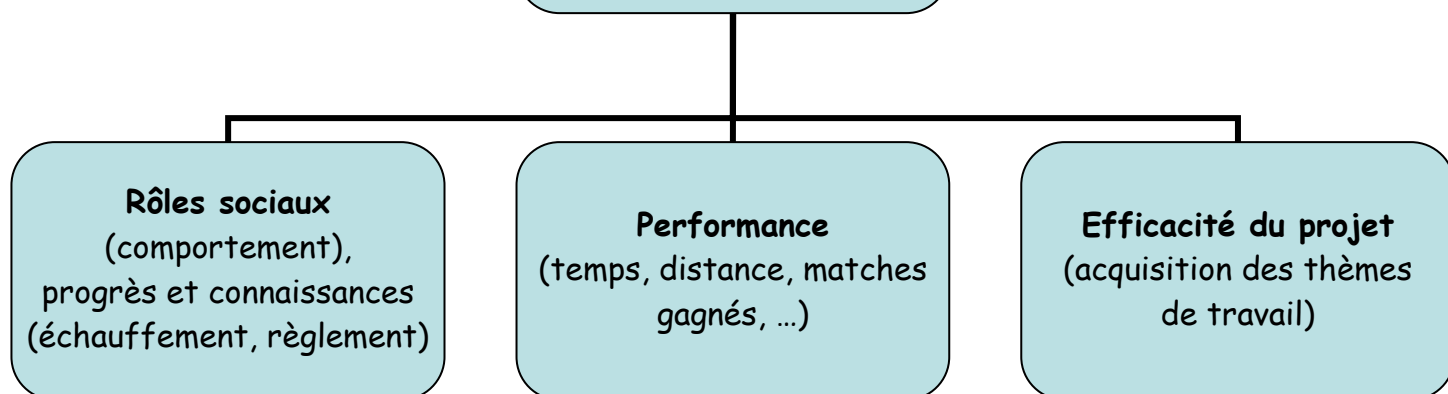 Rôles sociaux
(comportement),
progrès et connaissances
(échauffement, règlement)
Performance
(temps, distance, matches
gagnés, …)
Efficacité du projet
(acquisition des thèmes
de travail)